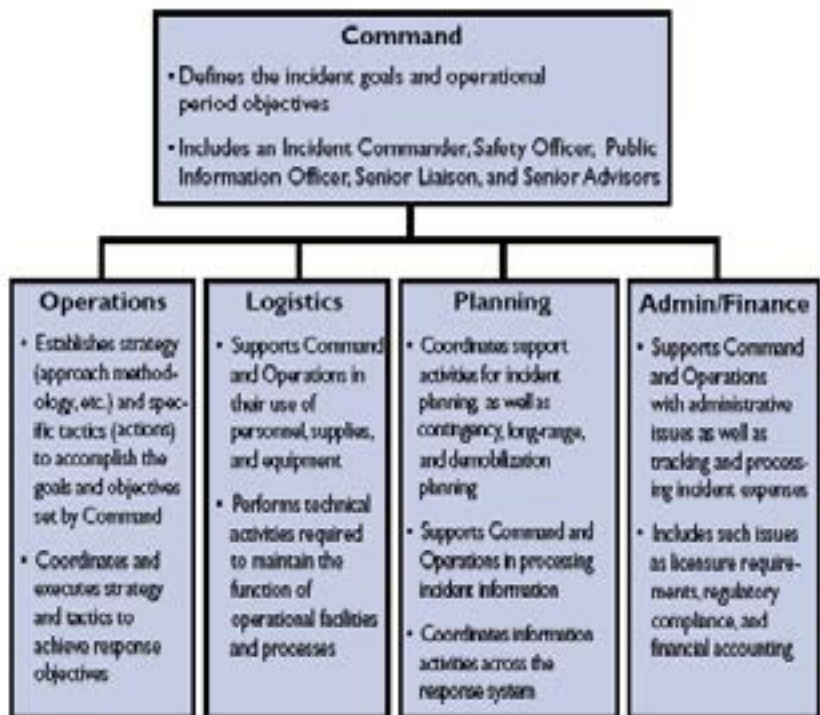 Command
• Defines the incident goals and operational
period objectives
• Includes an Incident Commander, Safety Officer, Public
Information Officer, Senior Liaison, and Senior Advisors
Operations
• Establishes strategy
(approach method-
ology, etc.) and spec-
ific tactics (actions)
to accomplish the
goals and objectives
set by Command
• Coordinates and
executes strategy
and tactics to
achieve response
objectives
Logistics
• Supports Command
and Operations in
their use of
personnel, supplies,
and equipment
• Performs technical
activities required
to maintain the
function of
operational facilities
and processes
Planning
• Coordinates support
activities for incident
planning, as well as
contingency, long-range,
and demobilization
planning
• Supports Command and
Operations in processing
incident information
• Coordinates information
activities across the
response system
Admin/Finance
• Supports Command
and Operations
with administrative
issues as well as
tracking and process-
ing incident expenses
• Includes such issues
as licensure require-
ments, regulatory
compliance, and
financial accounting